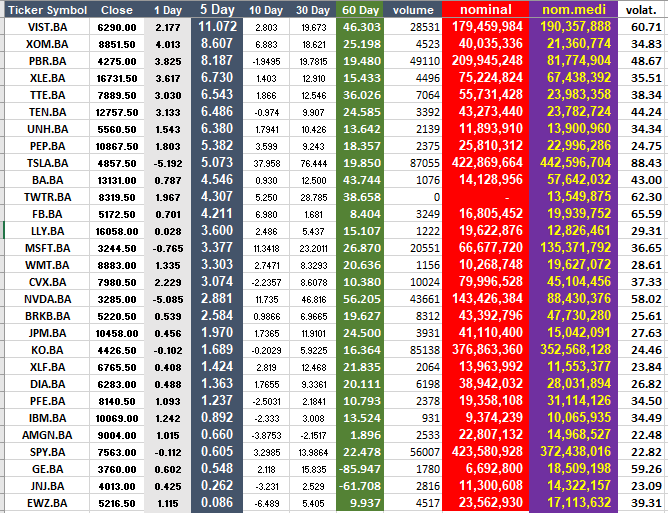 Ticker Symbol Close 1 Day 5 Day 10 Day 30 Day 60 Day volume nominal nom.medi volat.
VIST.BA 6290.00 2.177 11.072 2.803 19.673 46.303 28531 179,459,984 190,357,888 60.71
XOM.BA 8851.50 4.013 8.607 6.883 18.621 25.198 4523 40,035,336 21,360,774 34.83
PBR.BA 4275.00 3.825 8.187 -1.9495 19.7815 19.480 49110 209,945,248 81,774,904 48.67
XLE.BA 16731.50 3.617 6.730 1.403 12.910 15.433 4496 75,224,824 67,438,392 35.51
TTE.BA 7889.50 3.030 6.543 1.866 12.546 36.026 7064 55,731,428 23,983,358 38.34
TEN.BA 12757.50 3.133 6.486 -0.974 9.907 24.585 3392 43,273,440 23,782,724 44.24
UNH.BA 5560.50 1.543 6.380 1.7941 10.426 13.642 2139 11,893,910 13,900,960 34.34
PEP.BA 10867.50 1.803 5.382 3.599 9.243 18.357 2375 25,810,312 22,996,286 24.75
TSLA.BA 4857.50 -5.192 5.073 37.958 76.444 19.850 87055 422,869,664 442,596,704 88.43
BA.BA 13131.00 0.787 4.546 0.930 12.500 43.744 1076 14,128,956 57,642,032 43.00
TWTR.BA 8319.50 1.967 4.307 5.250 28.785 38.658 0 - 13,549,875 62.30
FB.BA 5172.50 0.701 4.211 6.980 1.681 8.404 3249 16,805,452 19,939,752 65.59
LLY.BA 16058.00 0.028 3.600 2.486 5.437 15.107 1222 19,622,876 12,826,461 29.31
MSFT.BA 3244.50 -0.765 3.377 11.3418 23.2011 26.870 20551 66,677,720 135,371,792 36.65
WMT.BA 8883.00 1.335 3.303 2.7471 8.3293 20.636 1156 10,268,748 19,627,072 28.61
CVX.BA 7980.50 2.229 3.074 -2.2357 8.6078 10.380 10024 79,996,528 45,104,456 37.33
NVDA.BA 3285.00 -5.085 2.881 11.735 46.816 56.205 43661 143,426,384 88,430,376 58.02
BRKB.BA 5220.50 0.539 2.584 0.9866 6.9665 19.627 8312 43,392,796 47,730,280 25.61
JPM.BA 10458.00 0.456 1.970 1.7365 11.9101 24.500 3931 41,110,400 15,042,091 27.63
KO.BA 4426.50 -0.102 1.689 -0.2029 5.9225 16.364 85138 376,863,360 352,568,128 24.46
XLF.BA 6765.50 0.408 1.424 2.819 12.468 21.835 2064 13,963,992 11,553,377 23.84
DIA.BA 6283.00 0.488 1.363 1.7655 9.3361 20.111 6198 38,942,032 28,031,894 26.82
PFE.BA 8140.50 1.093 1.237 -2.5031 2.1841 10.793 2378 19,358,108 31,114,126 34.50
IBM.BA 10069.00 1.242 0.892 -2.333 3.008 13.524 931 9,374,239 10,065,935 34.49
AMGN.BA 9004.00 1.015 0.660 -3.8753 -2.1517 1.896 2533 22,807,132 14,968,527 22.48
SPY.BA 7563.00 -0.112 0.605 3.2985 13.9864 22.478 56007 423,580,928 372,438,016 22.82
GE.BA 3760.00 0.602 0.548 2.118 15.835 -85.947 1780 6,692,800 18,509,198 59.26
JNJ.BA 4013.00 0.425 0.262 -3.231 2.529 -61.708 2816 11,300,608 14,322,157 23.09
EWZ.BA 5216.50 1.115 0.086 -6.489 5.405 9.937 4517 23,562,930 17,113,632 39.31